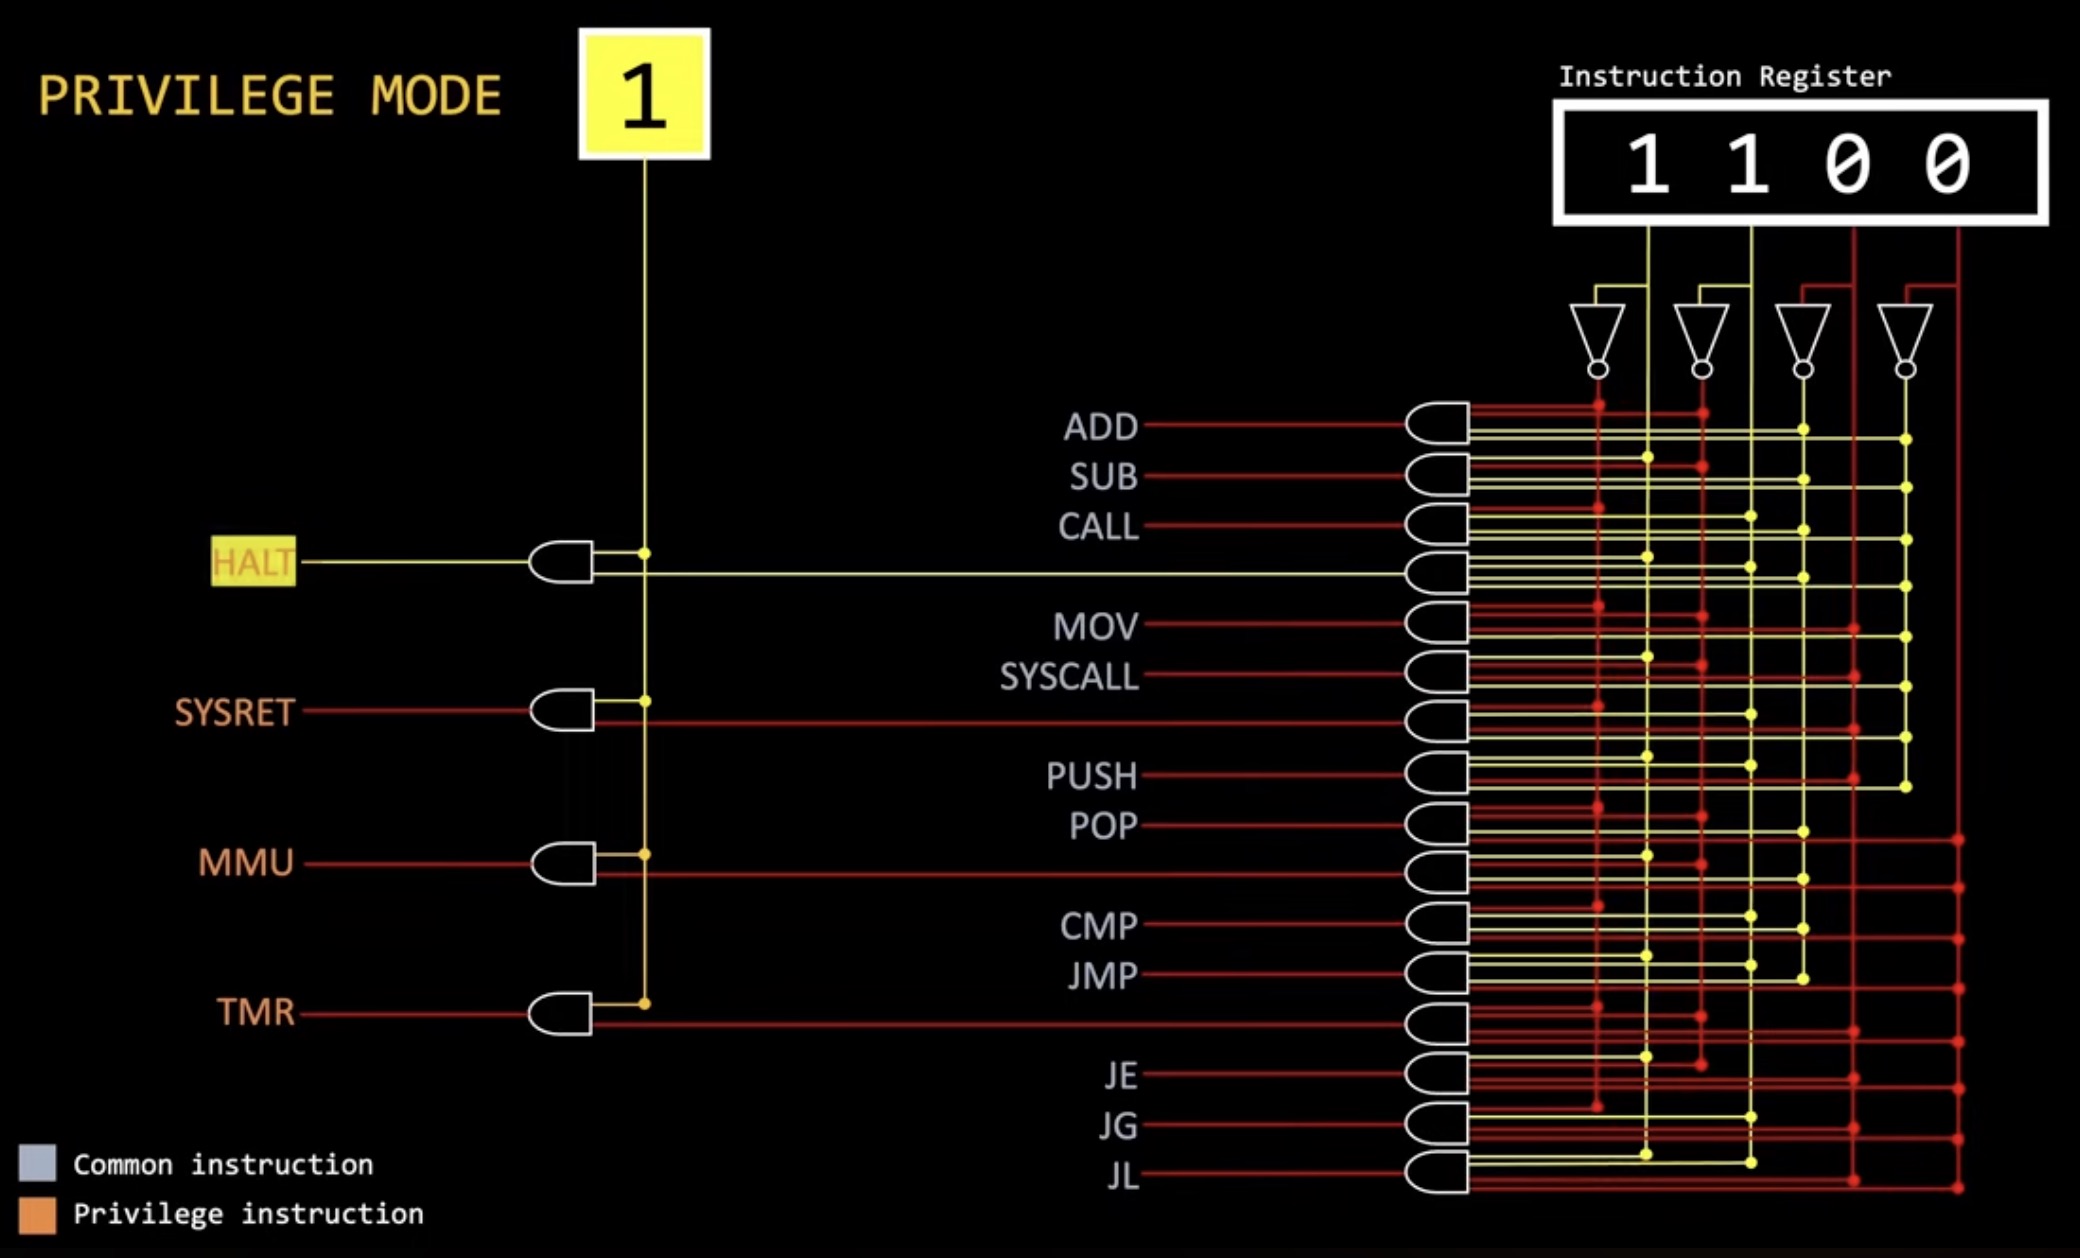 PRIVILEGE MODE
1
Instruction Register
1 1 0 0
ADD
SUB
CALL
HALT
MOV
SYSCALL
SYSRET
PUSH
POP
MMU
CMP
JMP
TMR
JE
JG
JL
Common instruction
Privilege instruction